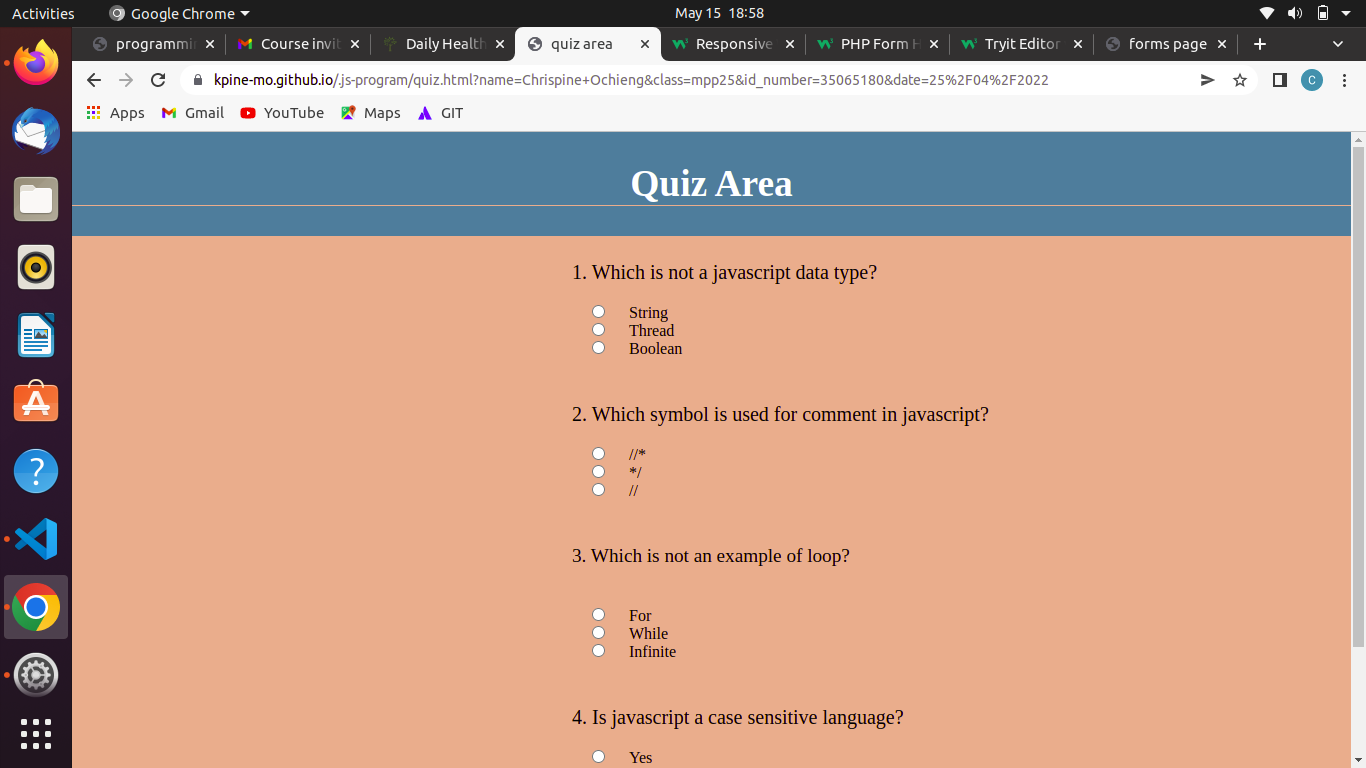 Activities Google Chrome May 15 18:58
programmi Course invit Daily Health quiz area Responsive PHP Form H Tryit Editor forms page
kpine-mo.github.io/.js-program/quiz.html?name=Chrispine+Ochieng&class=mpp25&id_number=35065180&date=25%2F04%2F2022 C
Apps Gmail YouTube Maps GIT
Quiz Area
1. Which is not a javascript data type?
String
Thread
Boolean
2. Which symbol is used for comment in javascript?
//*
*/
//
3. Which is not an example of loop?
For
While
Infinite
4. Is javascript a case sensitive language?
Yes